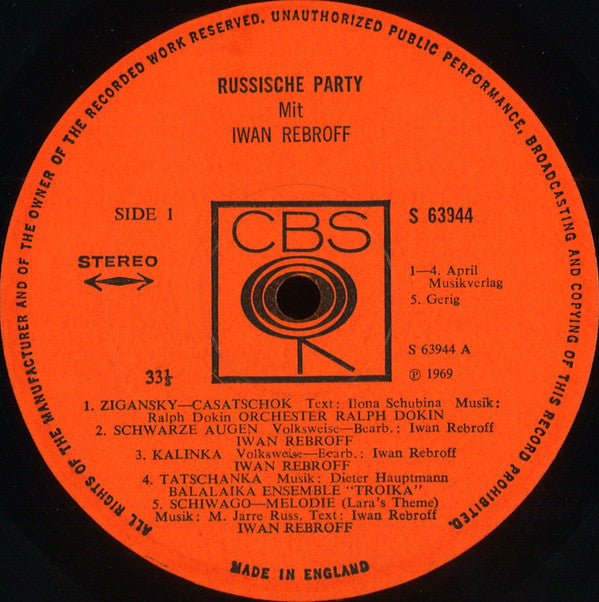 ALL RIGHTS OF THE MANUFACTURER AND OF THE OWNER OF THE RECORDED WORK RESERVED. UNAUTHORIZED PUBLIC PERFORMANCE, BROADCASTING AND COPYING OF THIS RECORD PROHIBITED.
RUSSISCHE PARTY
Mit
IWAN REBROFF
SIDE 1
CBS
S 63944
STEREO
1—4. April
Musikverlag
5. Gerig
33⅓
S 63944 A
Ⓟ 1969
1. ZIGANSKY—CASATSCHOK Text: Ilona Schubina Musik:
Ralph Dokin ORCHESTER RALPH DOKIN
2. SCHWARZE AUGEN Volksweise—Bearb.: Iwan Rebroff
IWAN REBROFF
3. KALINKA Volksweise—Bearb.: Iwan Rebroff
IWAN REBROFF
4. TATSCHANKA Musik: Dieter Hauptmann
BALALAIKA ENSEMBLE "TROIKA"
5. SCHIWAGO—MELODIE (Lara's Theme)
Musik: M. Jarre Russ. Text: Iwan Rebroff
IWAN REBROFF
MADE IN ENGLAND